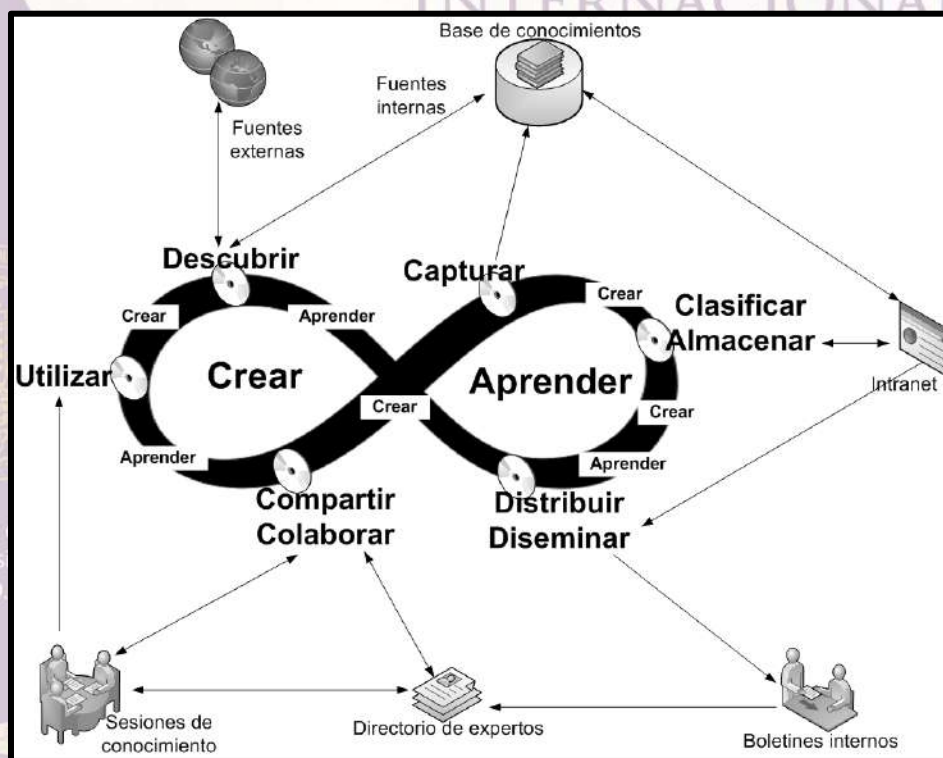 INTERNACIONA
Base de conocimientos
Fuentes
internas
Fuentes
externas
Descubrir
Capturar
Crear
Aprender
Crear
Clasificar
Almacenar
Utilizar
Crear
Aprender
Intranet
Crear
Crear
Aprender
Aprender
Compartir
Colaborar
Distribuir
Diseminar
Sesiones de
conocimiento
Directorio de expertos
Boletines internos